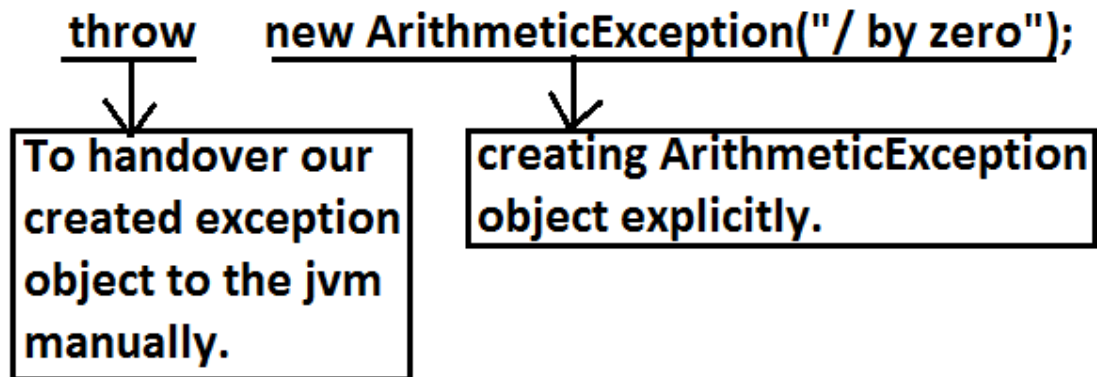 throw new ArithmeticException("/ by zero");
To handover our
created exception
object to the jvm
manually.
creating ArithmeticException
object explicitly.